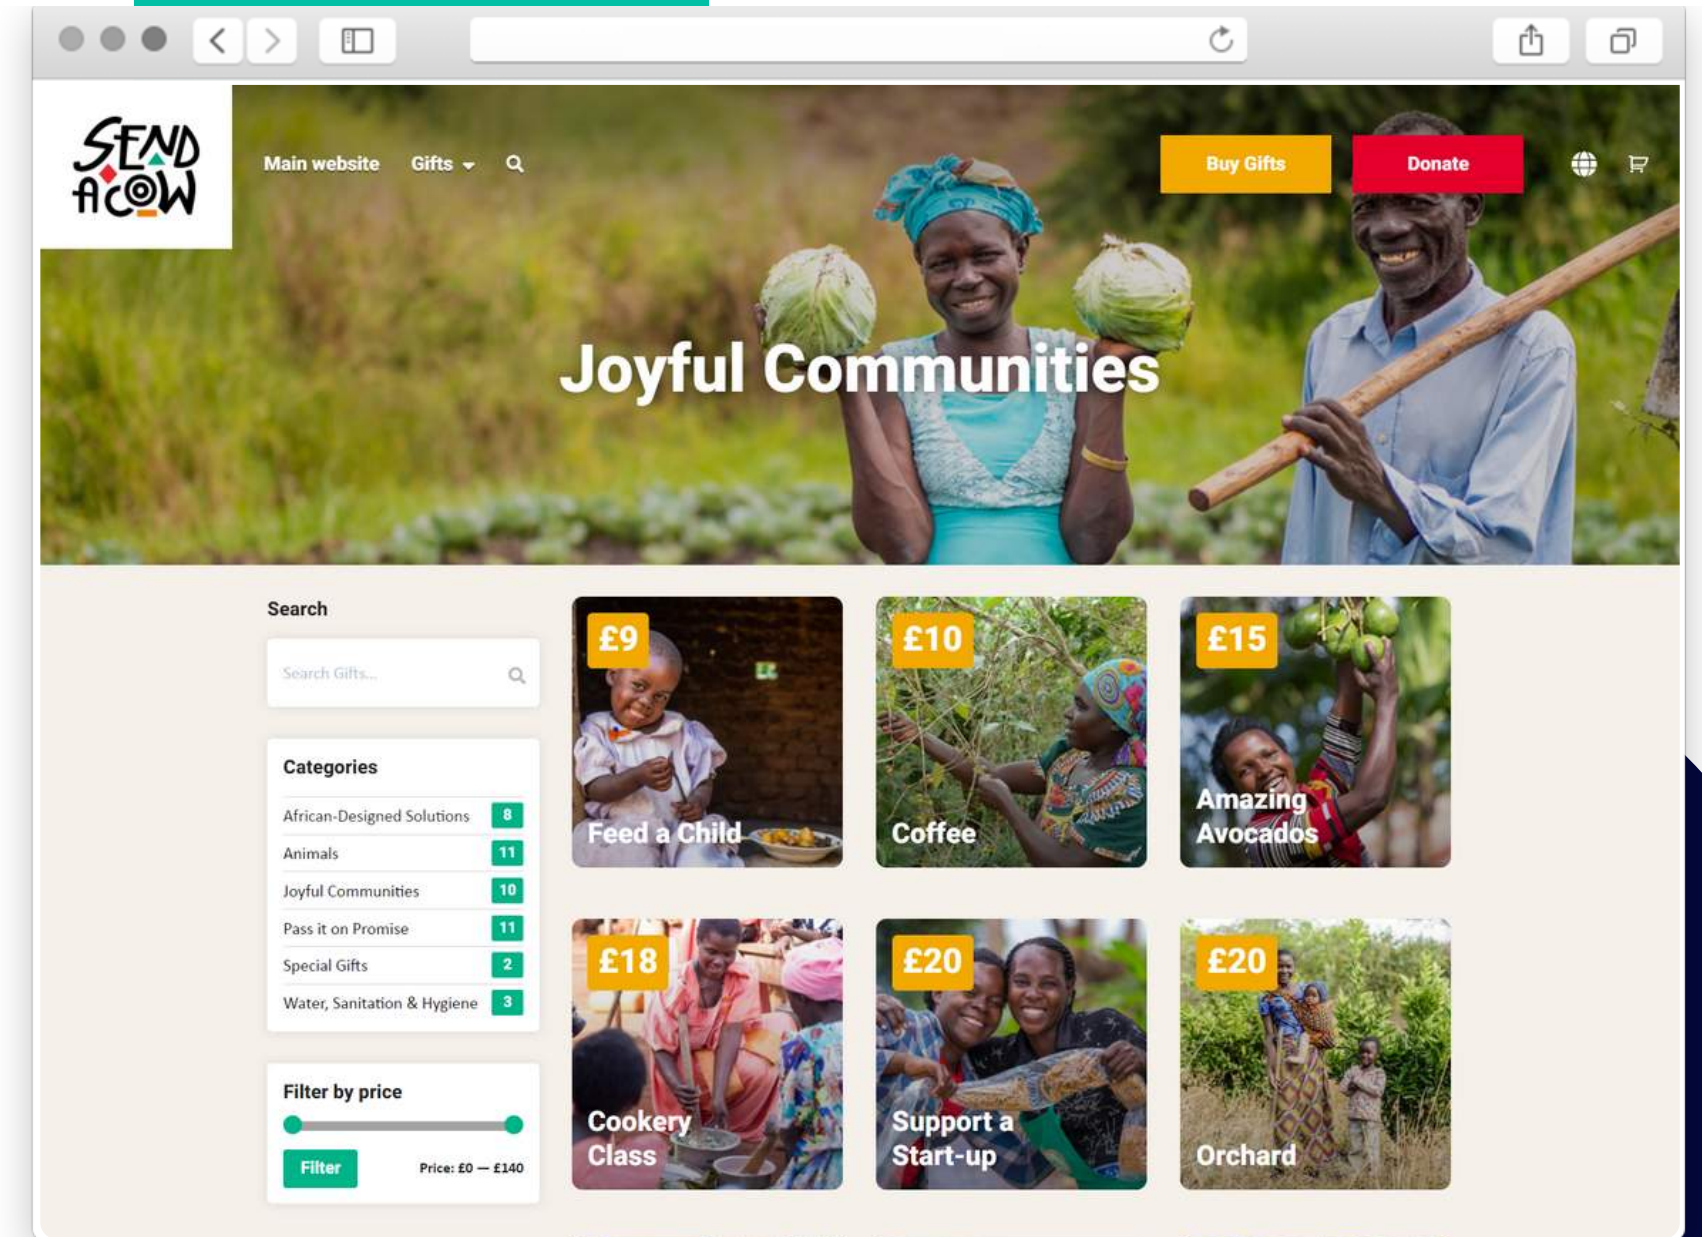 SEND
A COW
Main website
Gifts
Buy Gifts
Donate
Joyful Communities
Search
Search Gifts...
Categories
African-Designed Solutions 8
Animals 11
Joyful Communities 10
Pass it on Promise 11
Special Gifts 2
Water, Sanitation & Hygiene 3
Filter by price
Filter
Price: £0 — £140
£9
Feed a Child
£10
Coffee
£15
Amazing
Avocados
£18
Cookery
Class
£20
Support a
Start-up
£20
Orchard